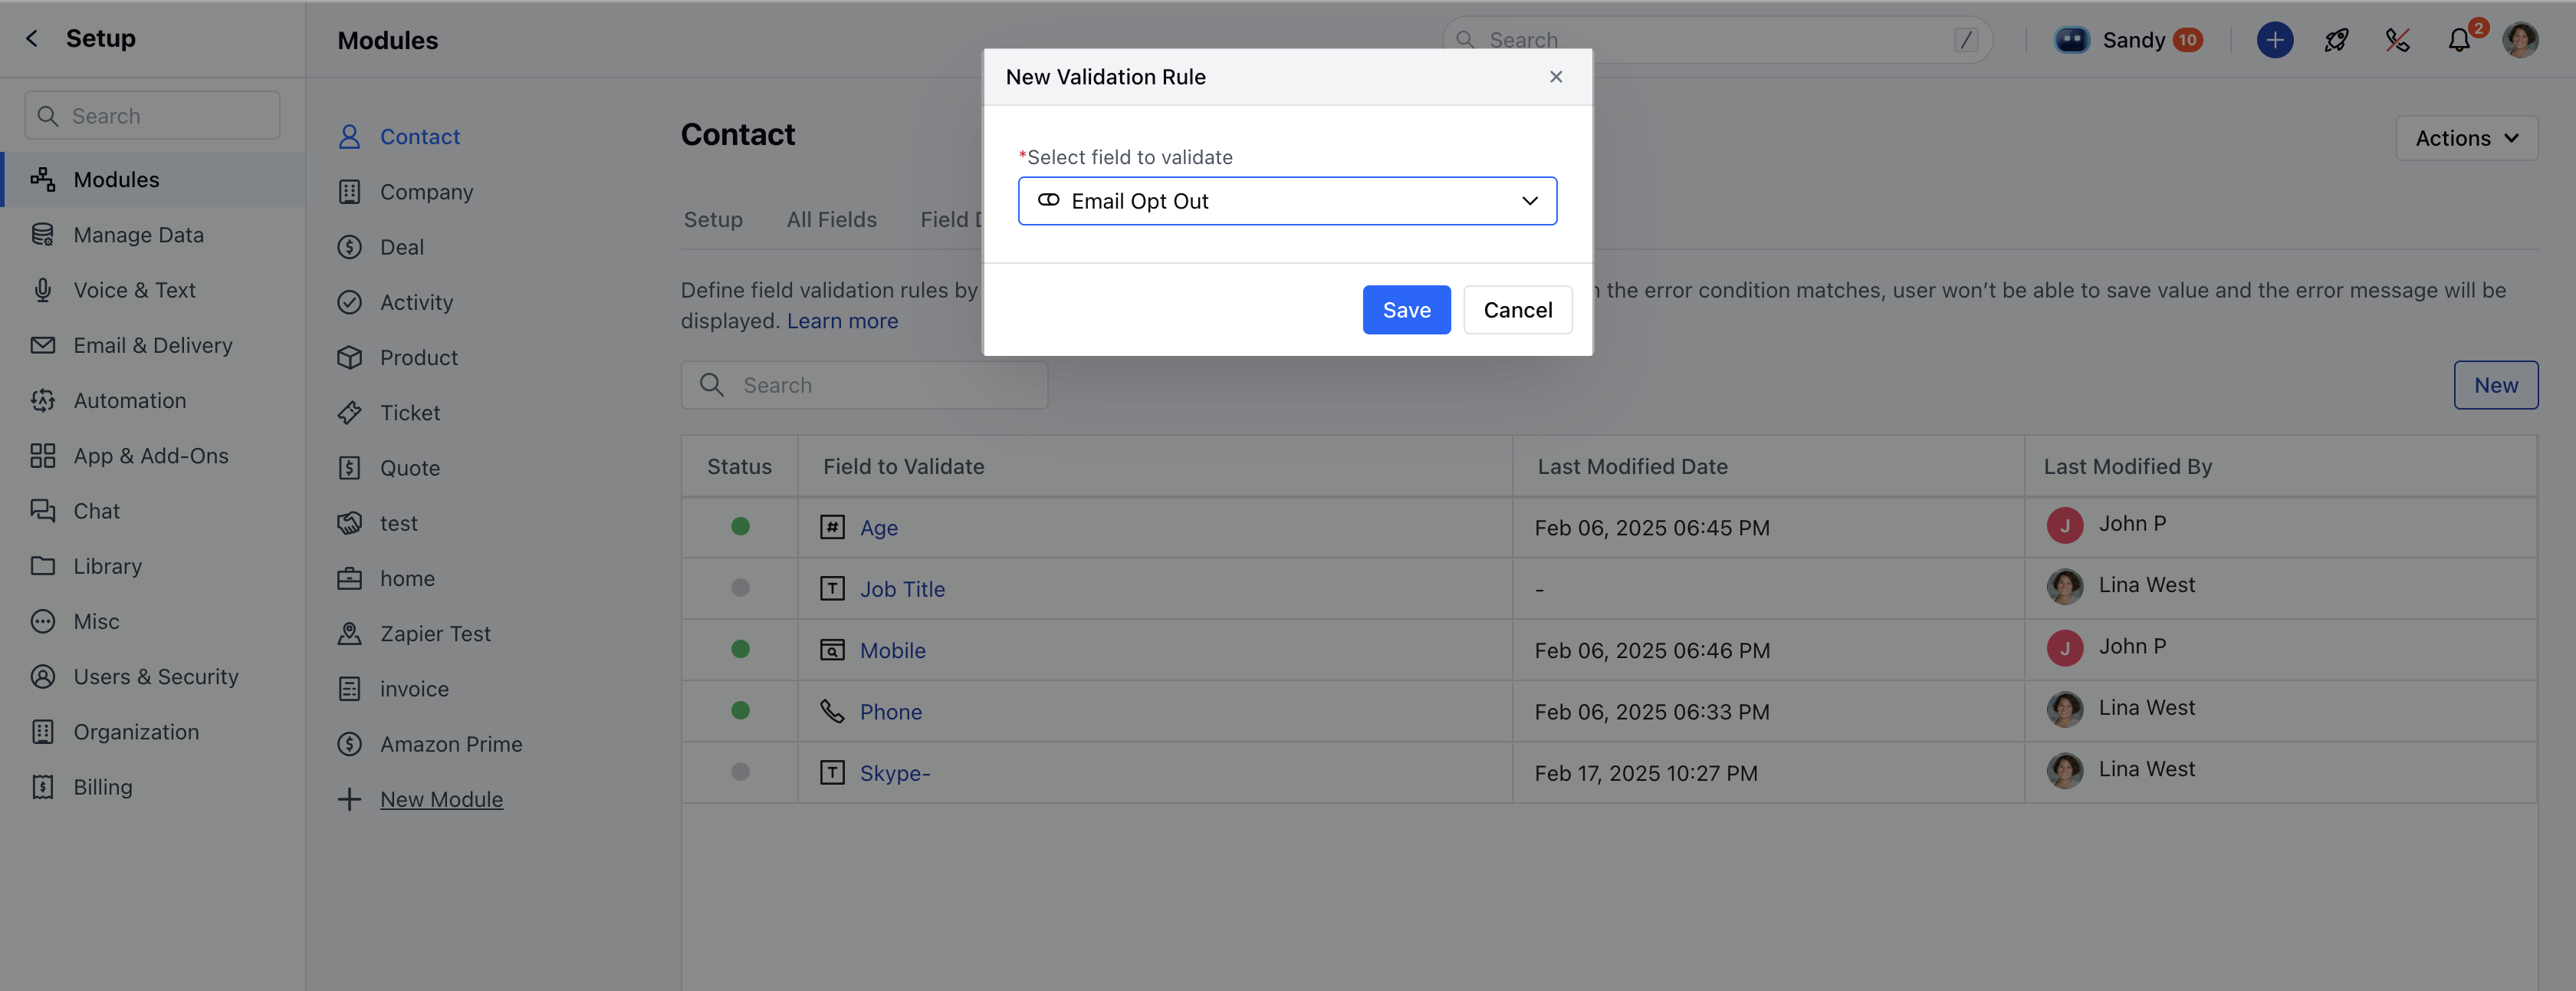 Setup
Search
Modules
Manage Data
Voice & Text
Email & Delivery
Automation
App & Add-Ons
Chat
Library
Misc
Users & Security
Organization
Billing
Modules
Search
/
Sandy 10
2
Contact
Company
Deal
Activity
Product
Ticket
Quote
test
home
Zapier Test
invoice
Amazon Prime
New Module
Contact
Actions
Setup All Fields Field
Define field validation rules by
the error condition matches, user won't be able to save value and the error message will be
displayed. Learn more
Search
New
Status Field to Validate Last Modified Date Last Modified By
# Age Feb 06, 2025 06:45 PM J John P
T Job Title - Lina West
Mobile Feb 06, 2025 06:46 PM J John P
Phone Feb 06, 2025 06:33 PM Lina West
T Skype- Feb 17, 2025 10:27 PM Lina West
New Validation Rule
*Select field to validate
Email Opt Out
Save
Cancel